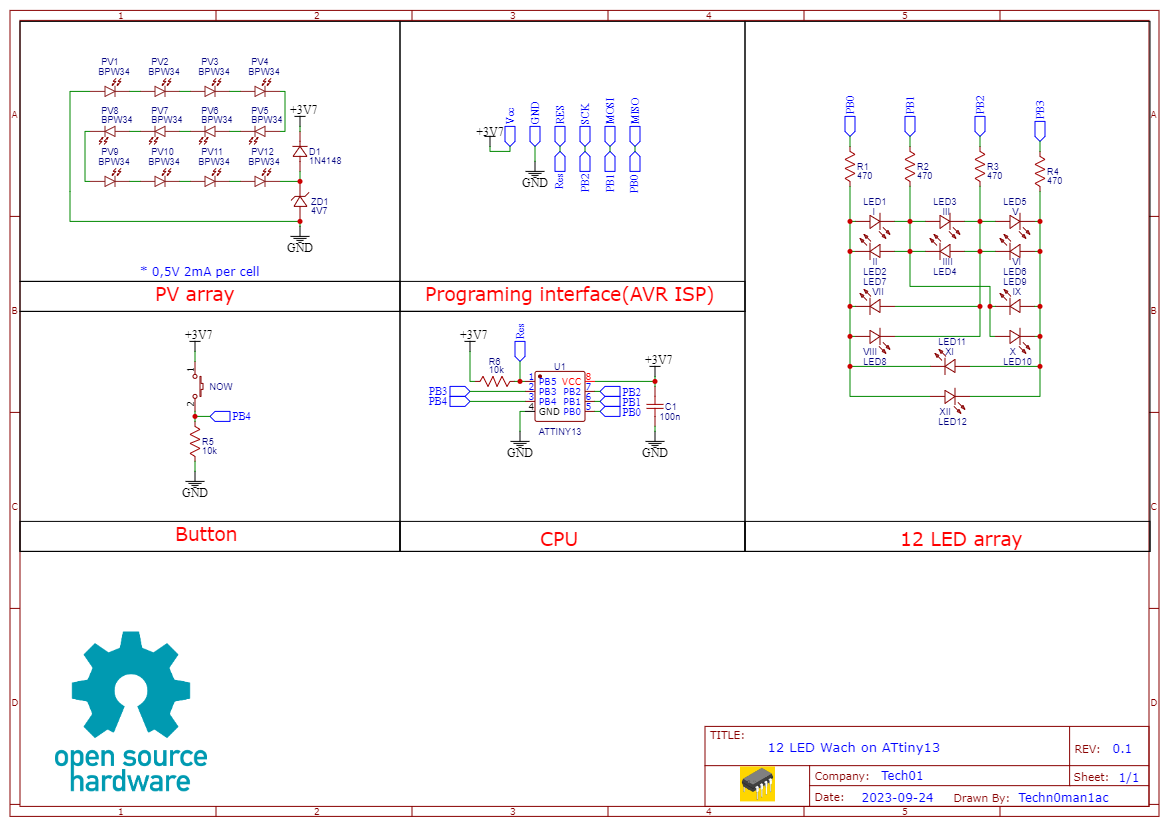 1 2 3 4 5
A
B
C
D
A
B
C
D
PV1 PV2 PV3 PV4
BPW34 BPW34 BPW34 BPW34
PV8 PV7 PV6 PV5
BPW34 BPW34 BPW34 BPW34
PV9 PV10 PV11 PV12
BPW34 BPW34 BPW34 BPW34
+3V7
D1
1N4148
ZD1
4V7
GND
* 0,5V 2mA per cell
PV array
+3V7
Vcc GND RES SCK MOSI MISO
GND
Res PB2 PB1 PB0
Programing interface(AVR ISP)
+3V7
1
NOW
2
PB4
R5
10k
GND
Button
+3V7
Res
R6
10k
U1
1 PB5 VCC 8
PB3 2 PB3 PB2 7 PB2
PB4 3 PB4 PB1 6 PB1
4 GND PB0 5 PB0
ATTINY13
GND
+3V7
C1
100n
GND
CPU
PB0 PB1 PB2 PB3
R1
470
R2
470
R3
470
R4
470
LED1 LED3 LED5
I III V
II IIII VI
LED2 LED4 LED6
LED7 LED9
VII IX
VIII X
LED8 LED10
LED11
XI
XII
LED12
12 LED array
open source
hardware
TITLE:
12 LED Wach on ATtiny13
REV: 0.1
Company: Tech01
Sheet: 1/1
Date: 2023-09-24 Drawn By: Techn0man1ac
1 2 3 4 5